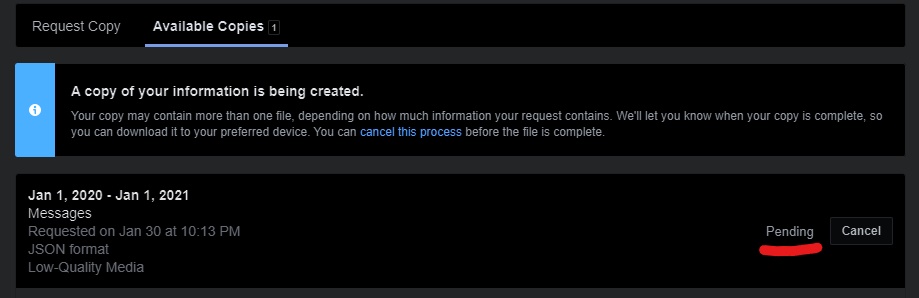 Request Copy
Available Copies 1
A copy of your information is being created.
Your copy may contain more than one file, depending on how much information your request contains. We'll let you know when your copy is complete, so
you can download it to your preferred device. You can cancel this process before the file is complete.
Jan 1, 2020 - Jan 1, 2021
Messages
Requested on Jan 30 at 10:13 PM
JSON format
Low-Quality Media
Pending
Cancel